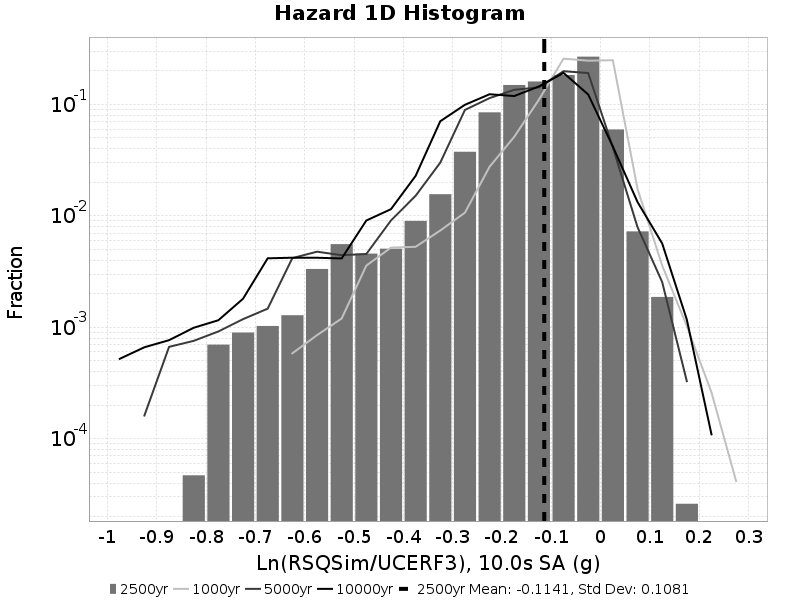 Hazard 1D Histogram
Fraction
10-1
10-2
10-3
10-4
-1 -0.9 -0.8 -0.7 -0.6 -0.5 -0.4 -0.3 -0.2 -0.1 0 0.1 0.2 0.3
Ln(RSQSim/UCERF3), 10.0s SA (g)
2500yr 1000yr 5000yr 10000yr 2500yr Mean: -0.1141, Std Dev: 0.1081